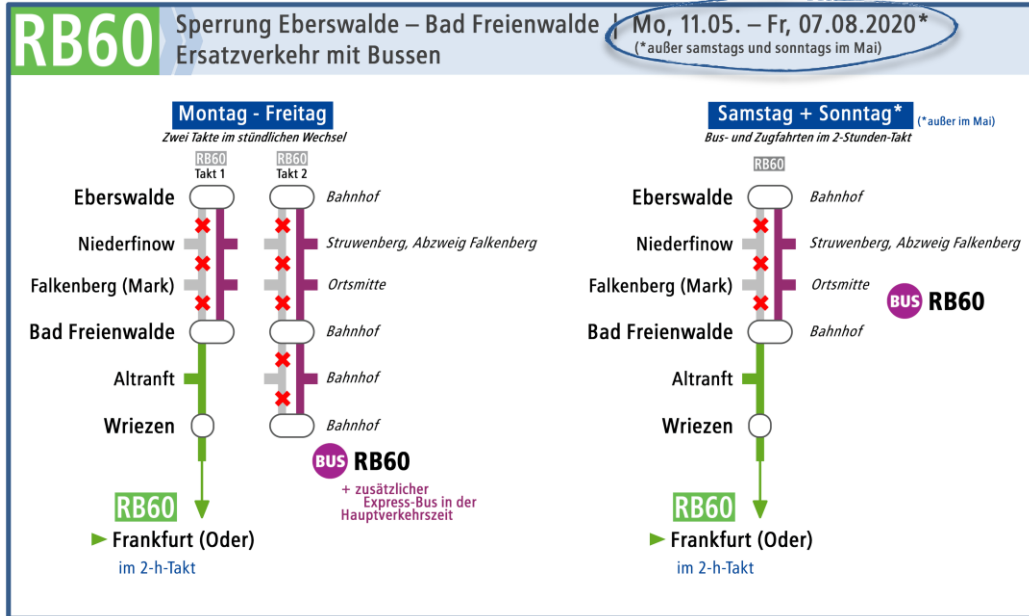 RB60
Sperrung Eberswalde – Bad Freienwalde | Mo, 11.05. – Fr, 07.08.2020*
(*außer samstags und sonntags im Mai)
Ersatzverkehr mit Bussen
Montag - Freitag
Zwei Takte im stündlichen Wechsel
RB60 RB60
Takt 1 Takt 2
Eberswalde Bahnhof
Niederfinow Struwenberg, Abzweig Falkenberg
Falkenberg (Mark) Ortsmitte
Bad Freienwalde Bahnhof
Altranft Bahnhof
Wriezen Bahnhof
BUS RB60
+ zusätzlicher
Express-Bus in der
Hauptverkehrszeit
RB60
Frankfurt (Oder)
im 2-h-Takt
Samstag + Sonntag* (*außer im Mai)
Bus- und Zugfahrten im 2-Stunden-Takt
RB60
Eberswalde Bahnhof
Niederfinow Struwenberg, Abzweig Falkenberg
Falkenberg (Mark) Ortsmitte
BUS RB60
Bad Freienwalde Bahnhof
Altranft
Wriezen
RB60
Frankfurt (Oder)
im 2-h-Takt